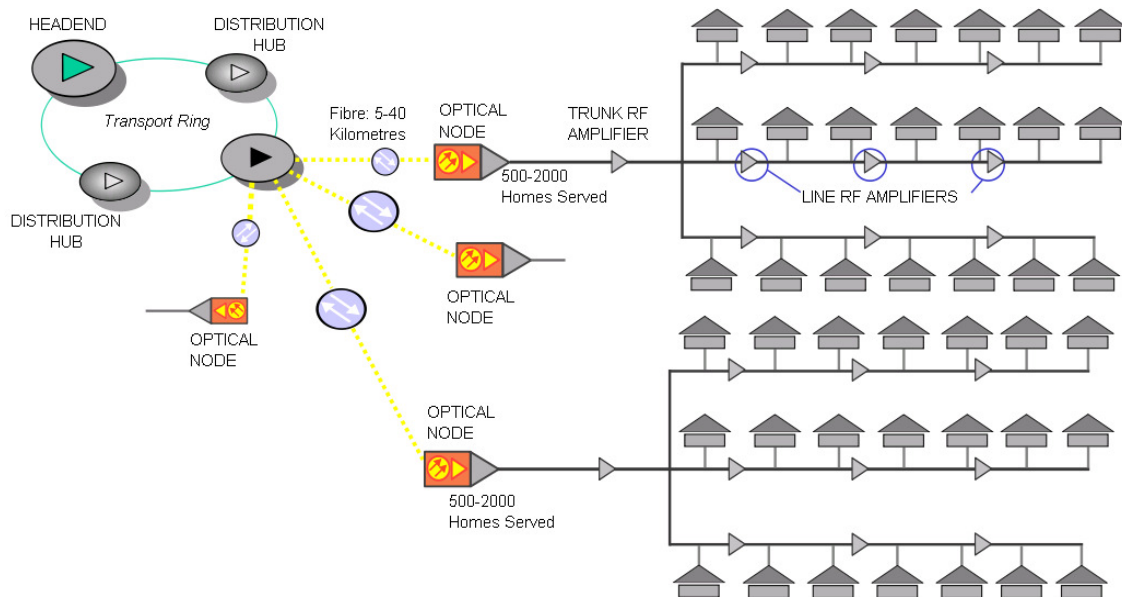 HEADEND
DISTRIBUTION
HUB
Transport Ring
DISTRIBUTION
HUB
Fibre: 5-40
Kilometres
OPTICAL
NODE
500-2000
Homes Served
TRUNK RF
AMPLIFIER
LINE RF AMPLIFIERS
OPTICAL
NODE
OPTICAL
NODE
OPTICAL
NODE
500-2000
Homes Served